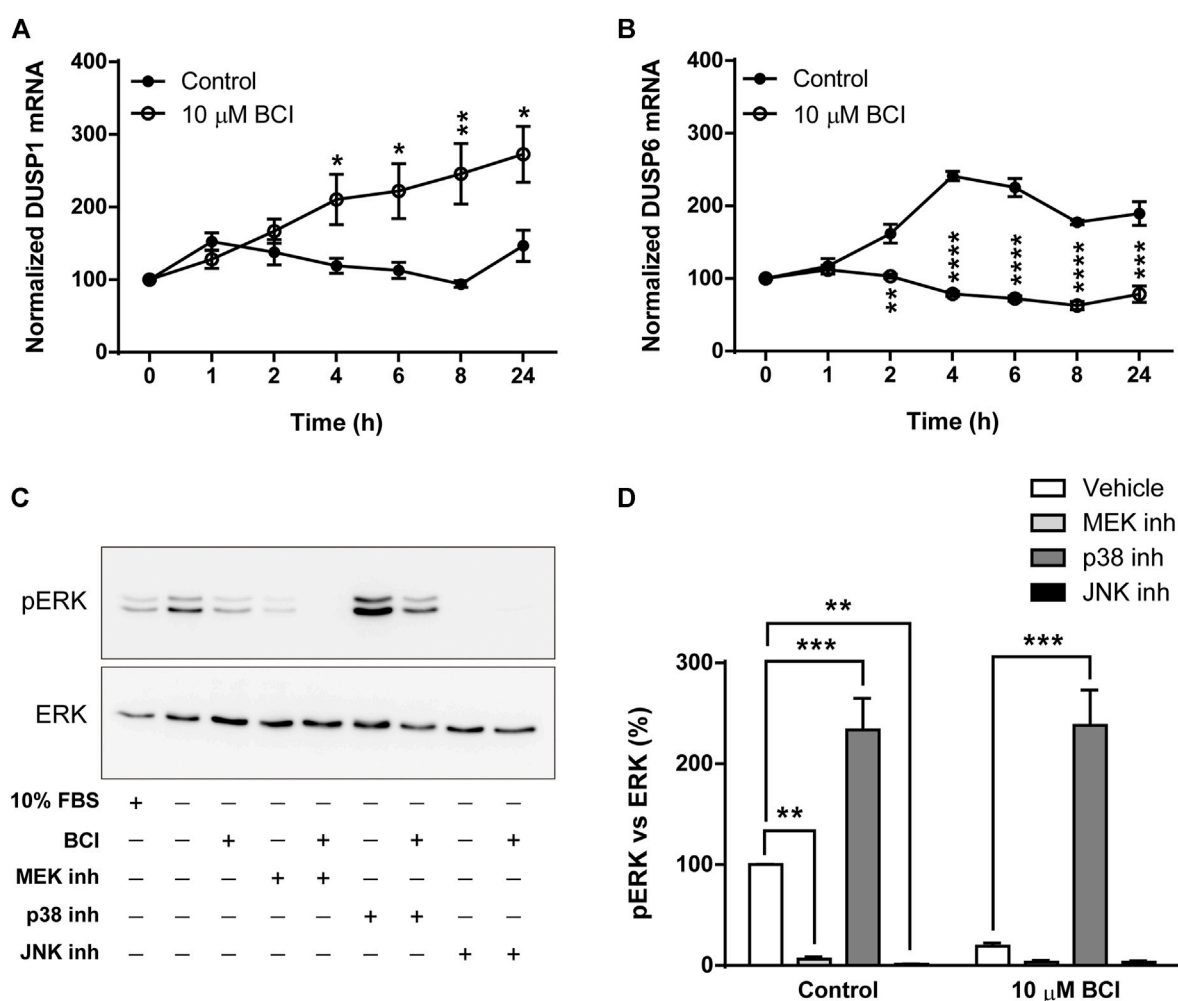 A
Normalized DUSP1 mRNA
400
300
200
100
0
Control
10 μM BCI
*
*
**
*
0 1 2 4 6 8 24
Time (h)
B
Normalized DUSP6 mRNA
400
300
200
100
0
Control
10 μM BCI
**
****
****
****
***
0 1 2 4 6 8 24
Time (h)
C
pERK
ERK
10% FBS + – – – – – – – –
BCI – – + – + – + – +
MEK inh – – – + + – – – –
p38 inh – – – – – + + – –
JNK inh – – – – – – – + +
D
Vehicle
MEK inh
p38 inh
JNK inh
pERK vs ERK (%)
300
200
100
0
**
***
**
***
Control 10 μM BCI